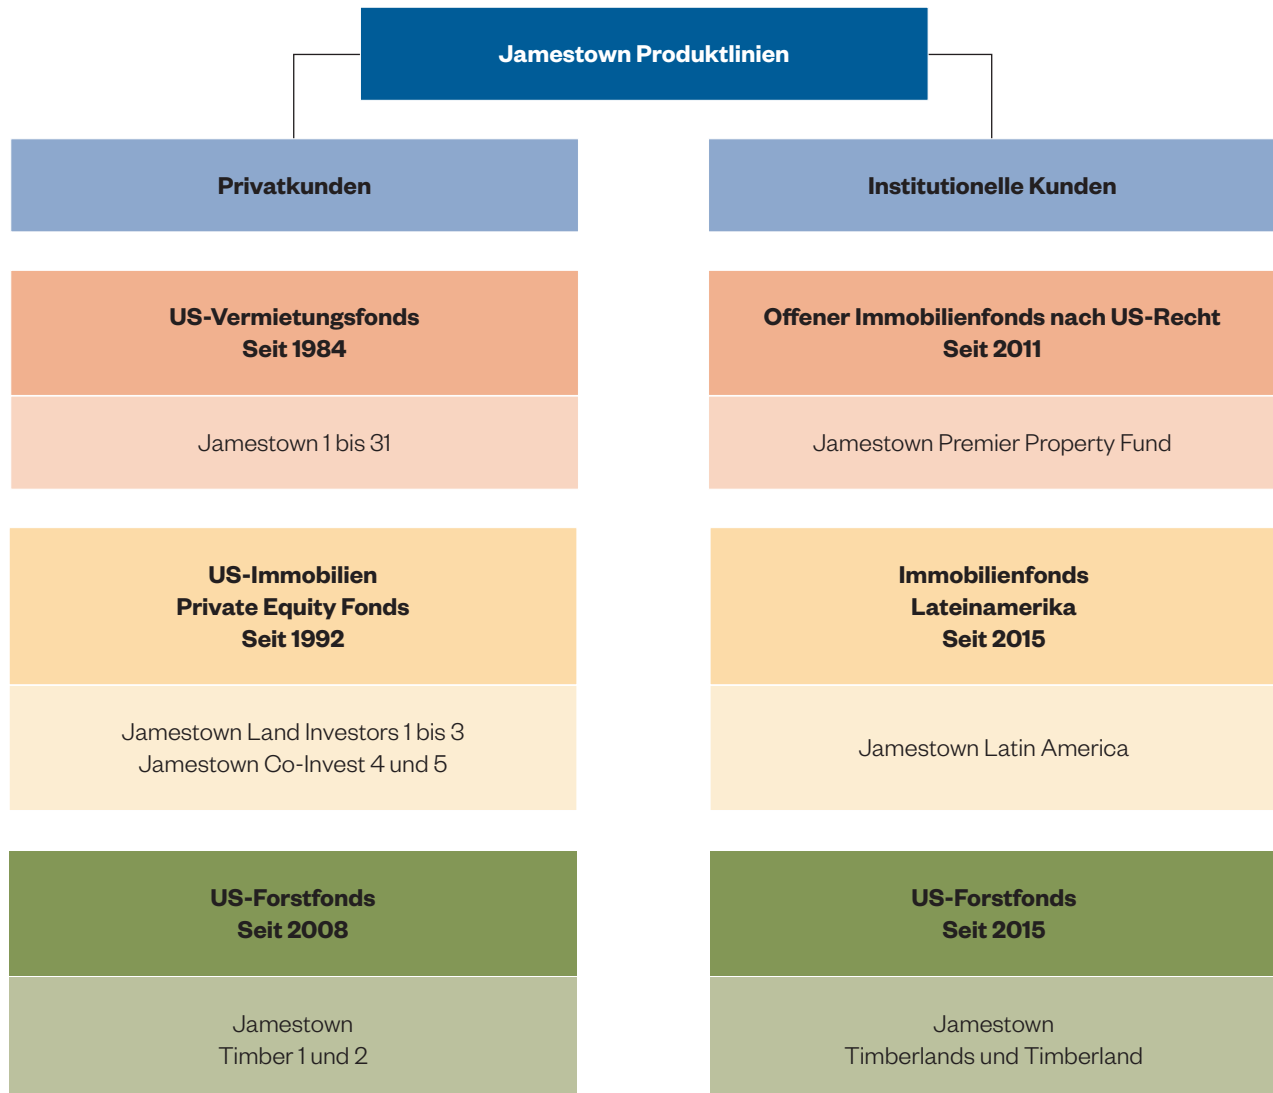 Jamestown Produktlinien
Privatkunden
US-Vermietungsfonds
Seit 1984
Jamestown 1 bis 31
US-Immobilien
Private Equity Fonds
Seit 1992
Jamestown Land Investors 1 bis 3
Jamestown Co-Invest 4 und 5
US-Forstfonds
Seit 2008
Jamestown
Timber 1 und 2
Institutionelle Kunden
Offener Immobilienfonds nach US-Recht
Seit 2011
Jamestown Premier Property Fund
Immobilienfonds
Lateinamerika
Seit 2015
Jamestown Latin America
US-Forstfonds
Seit 2015
Jamestown
Timberlands und Timberland